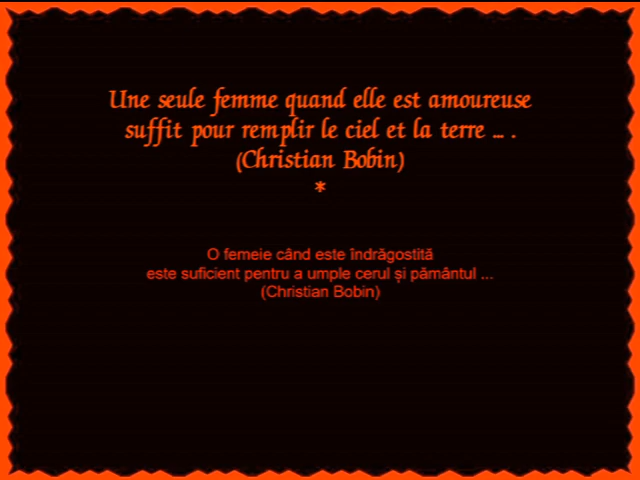 Une seule femme quand elle est amoureuse
suffit pour remplir le ciel et la terre ... .
(Christian Bobin)
*
O femeie când este îndrăgostită
este suficient pentru a umple cerul și pământul ...
(Christian Bobin)